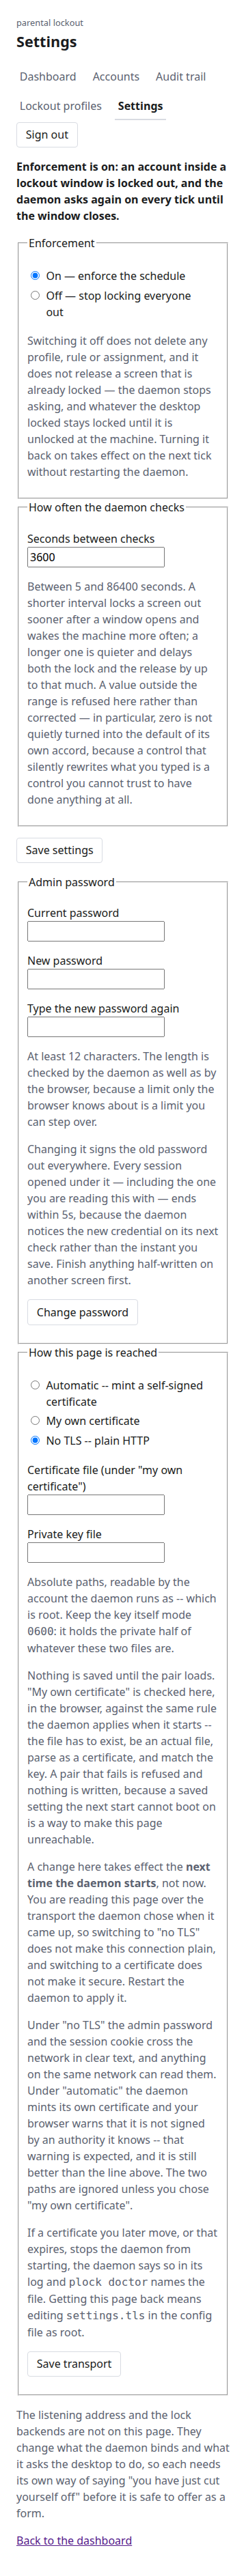 parental lockout
Settings
Dashboard Accounts Audit trail
Lockout profiles Settings
Sign out
Enforcement is on: an account inside a
lockout window is locked out, and the
daemon asks again on every tick until
the window closes.
Enforcement
On — enforce the schedule
Off — stop locking everyone
out
Switching it off does not delete any
profile, rule or assignment, and it
does not release a screen that is
already locked — the daemon stops
asking, and whatever the desktop
locked stays locked until it is
unlocked at the machine. Turning it
back on takes effect on the next tick
without restarting the daemon.
How often the daemon checks
Seconds between checks
3600
Between 5 and 86400 seconds. A
shorter interval locks a screen out
sooner after a window opens and
wakes the machine more often; a
longer one is quieter and delays
both the lock and the release by up
to that much. A value outside the
range is refused here rather than
corrected — in particular, zero is not
quietly turned into the default of its
own accord, because a control that
silently rewrites what you typed is a
control you cannot trust to have
done anything at all.
Save settings
Admin password
Current password
New password
Type the new password again
At least 12 characters. The length is
checked by the daemon as well as by
the browser, because a limit only the
browser knows about is a limit you
can step over.
Changing it signs the old password
out everywhere. Every session
opened under it — including the one
you are reading this with — ends
within 5s, because the daemon
notices the new credential on its next
check rather than the instant you
save. Finish anything half-written on
another screen first.
Change password
How this page is reached
Automatic -- mint a self-signed
certificate
My own certificate
No TLS -- plain HTTP
Certificate file (under "my own
certificate")
Private key file
Absolute paths, readable by the
account the daemon runs as -- which
is root. Keep the key itself mode
0600: it holds the private half of
whatever these two files are.
Nothing is saved until the pair loads.
"My own certificate" is checked here,
in the browser, against the same rule
the daemon applies when it starts --
the file has to exist, be an actual file,
parse as a certificate, and match the
key. A pair that fails is refused and
nothing is written, because a saved
setting the next start cannot boot on
is a way to make this page
unreachable.
A change here takes effect the next
time the daemon starts, not now.
You are reading this page over the
transport the daemon chose when it
came up, so switching to "no TLS"
does not make this connection plain,
and switching to a certificate does
not make it secure. Restart the
daemon to apply it.
Under "no TLS" the admin password
and the session cookie cross the
network in clear text, and anything
on the same network can read them.
Under "automatic" the daemon
mints its own certificate and your
browser warns that it is not signed
by an authority it knows -- that
warning is expected, and it is still
better than the line above. The two
paths are ignored unless you chose
"my own certificate".
If a certificate you later move, or that
expires, stops the daemon from
starting, the daemon says so in its
log and plock doctor names the
file. Getting this page back means
editing settings.tls in the config
file as root.
Save transport
The listening address and the lock
backends are not on this page. They
change what the daemon binds and what
it asks the desktop to do, so each needs
its own way of saying "you have just cut
yourself off" before it is safe to offer as a
form.
Back to the dashboard